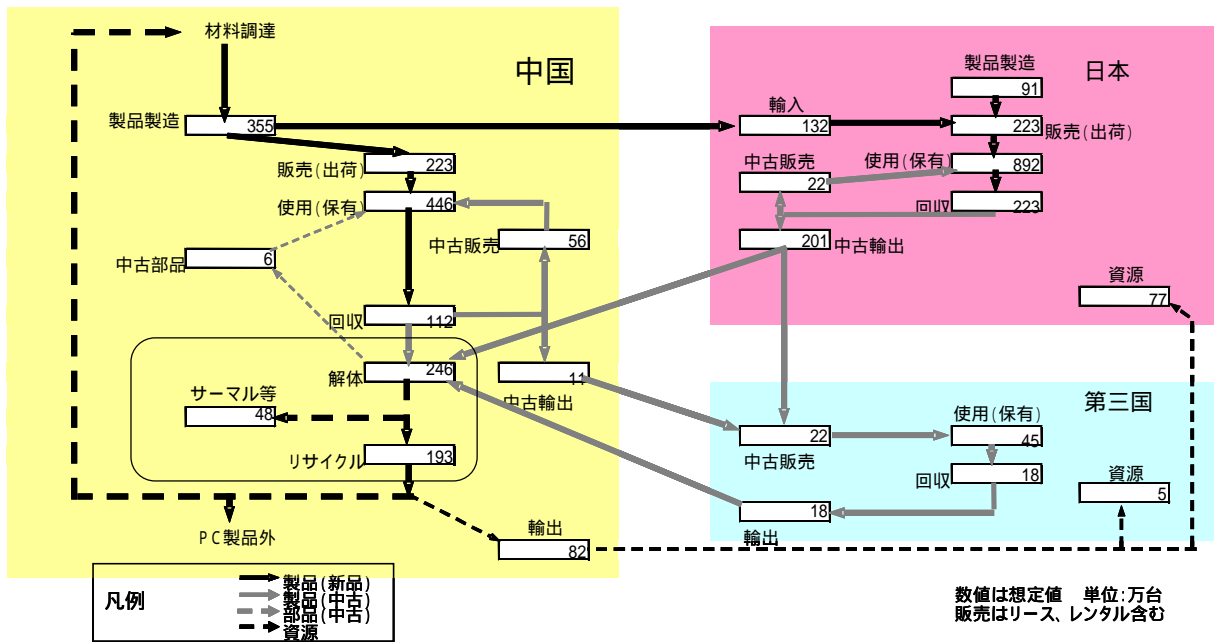 材料調達
中国
製品製造
355
販売(出荷)
223
使用(保有)
446
中古販売
56
中古部品
6
回収
112
解体
246
中古輸出
11
サーマル等
48
リサイクル
193
PC製品外
輸出
82
日本
製品製造
91
輸入
132
223
販売(出荷)
中古販売
22
使用(保有)
892
回収
223
201
中古輸出
資源
77
第三国
22
中古販売
使用(保有)
45
回収
18
18
輸出
資源
5
凡例
製品(新品)
製品(中古)
部品(中古)
資源
数値は想定値 単位:万台
販売はリース、レンタル含む